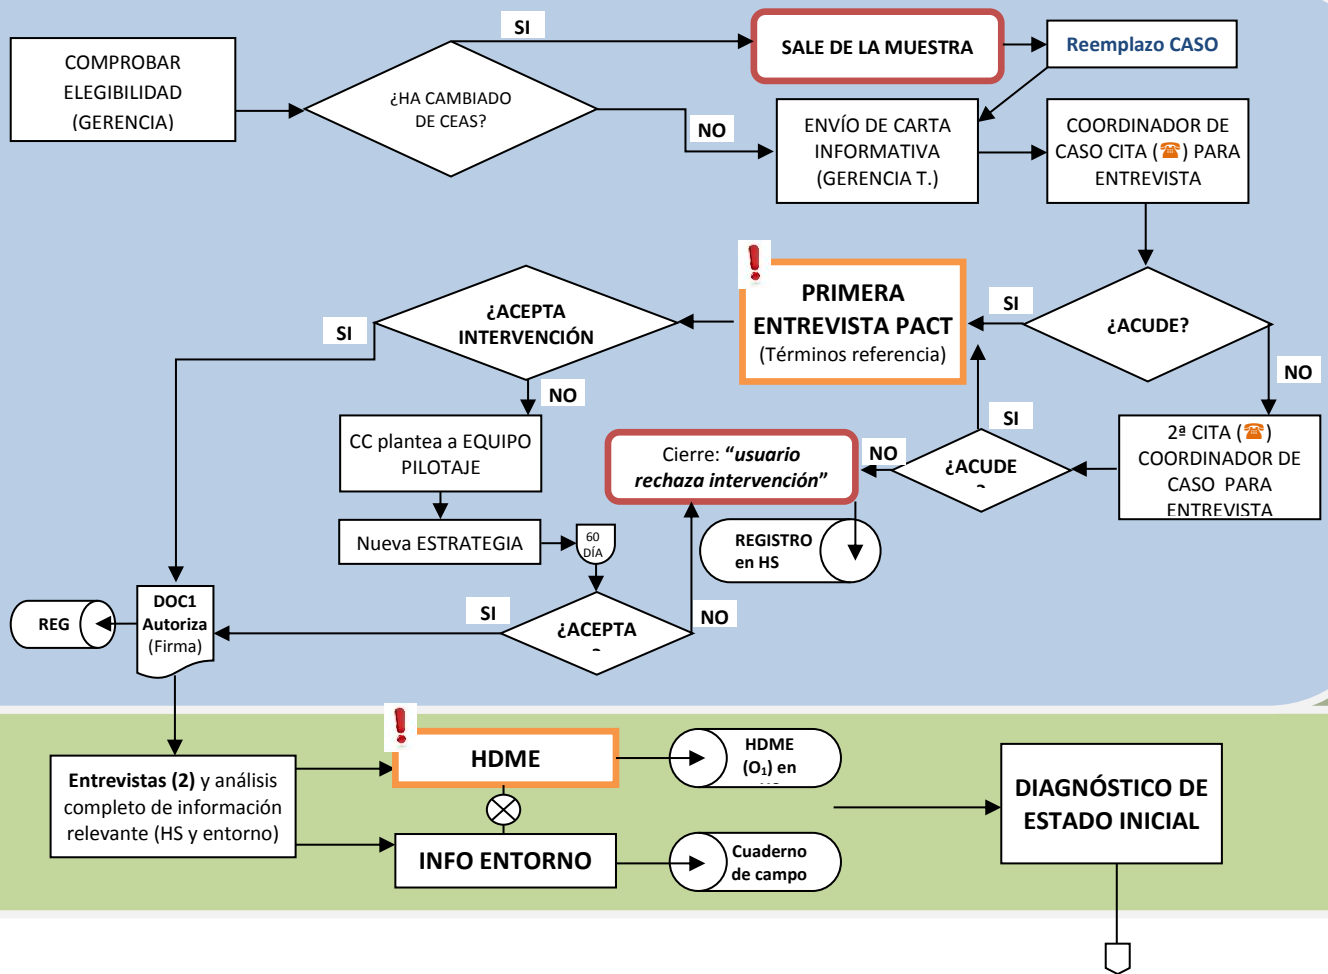 SI
COMPROBAR
ELEGIBILIDAD
(GERENCIA)
¿HA CAMBIADO
DE CEAS?
SALE DE LA MUESTRA
Reemplazo CASO
NO
ENVÍO DE CARTA
INFORMATIVA
(GERENCIA T.)
COORDINADOR DE
CASO CITA (☎) PARA
ENTREVISTA
¿ACUDE?
SI
NO
PRIMERA
ENTREVISTA PACT
(Términos referencia)
¿ACEPTA
INTERVENCIÓN
SI
NO
2ª CITA (☎)
COORDINADOR DE
CASO PARA
ENTREVISTA
SI
¿ACUDE
NO
Cierre: “usuario
rechaza intervención”
REGISTRO
en HS
CC plantea a EQUIPO
PILOTAJE
Nueva ESTRATEGIA
60
DÍA
¿ACEPTA
SI
NO
DOC1
Autoriza
(Firma)
REG
Entrevistas (2) y análisis
completo de información
relevante (HS y entorno)
HDME
HDME
(O₁) en
INFO ENTORNO
Cuaderno
de campo
DIAGNÓSTICO DE
ESTADO INICIAL